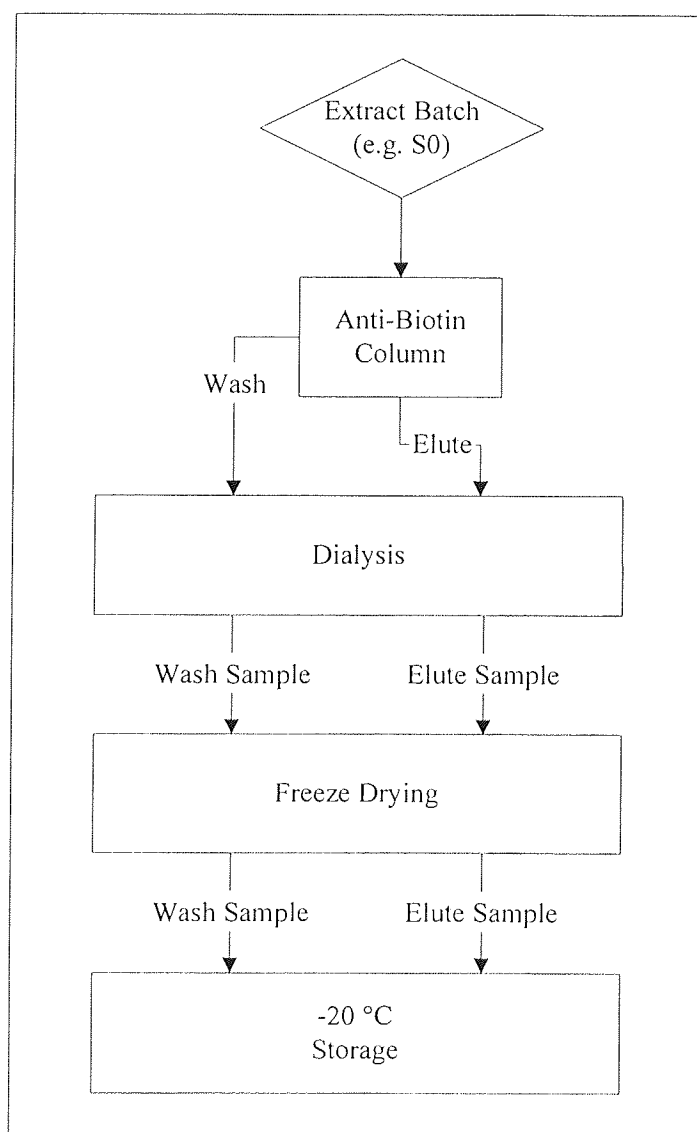 Extract Batch
(e.g. S0)
Anti-Biotin
Column
Wash
Elute
Dialysis
Wash Sample
Elute Sample
Freeze Drying
Wash Sample
Elute Sample
-20 °C
Storage